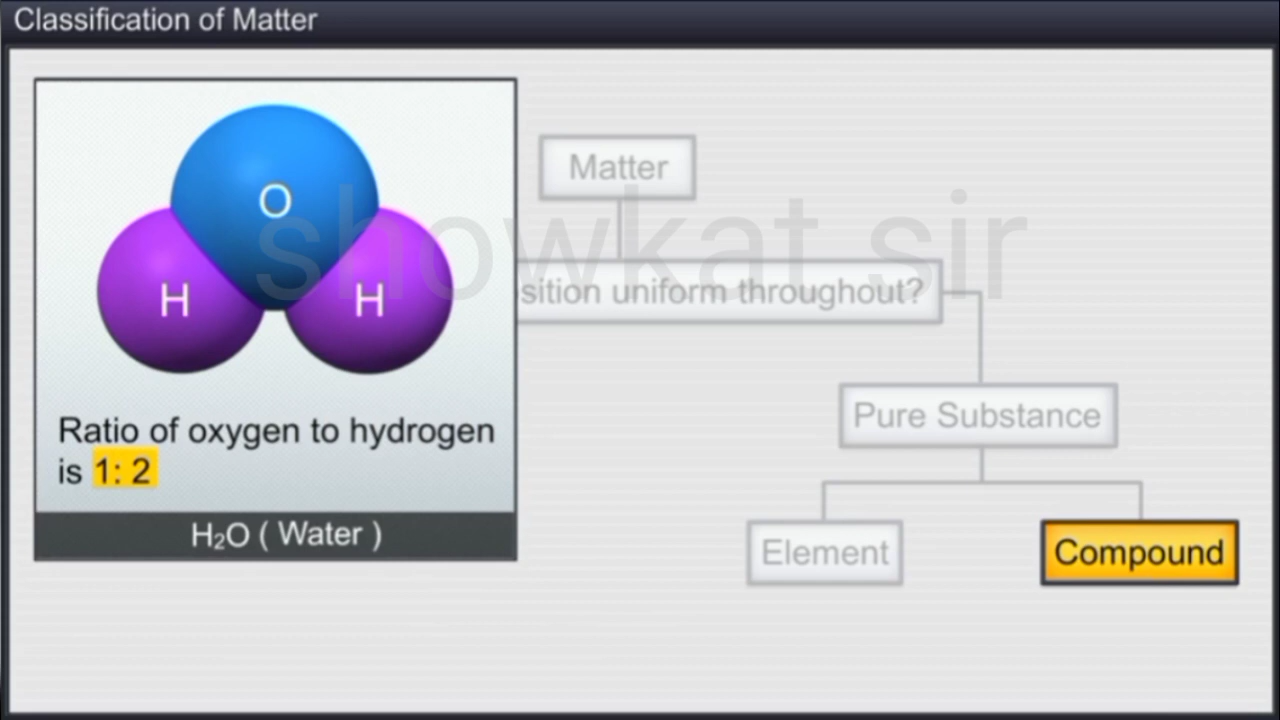 Classification of Matter
O
H H
Ratio of oxygen to hydrogen
is 1: 2
H₂O ( Water )
Matter
uniform throughout?
Pure Substance
Element
Compound
showkat sir